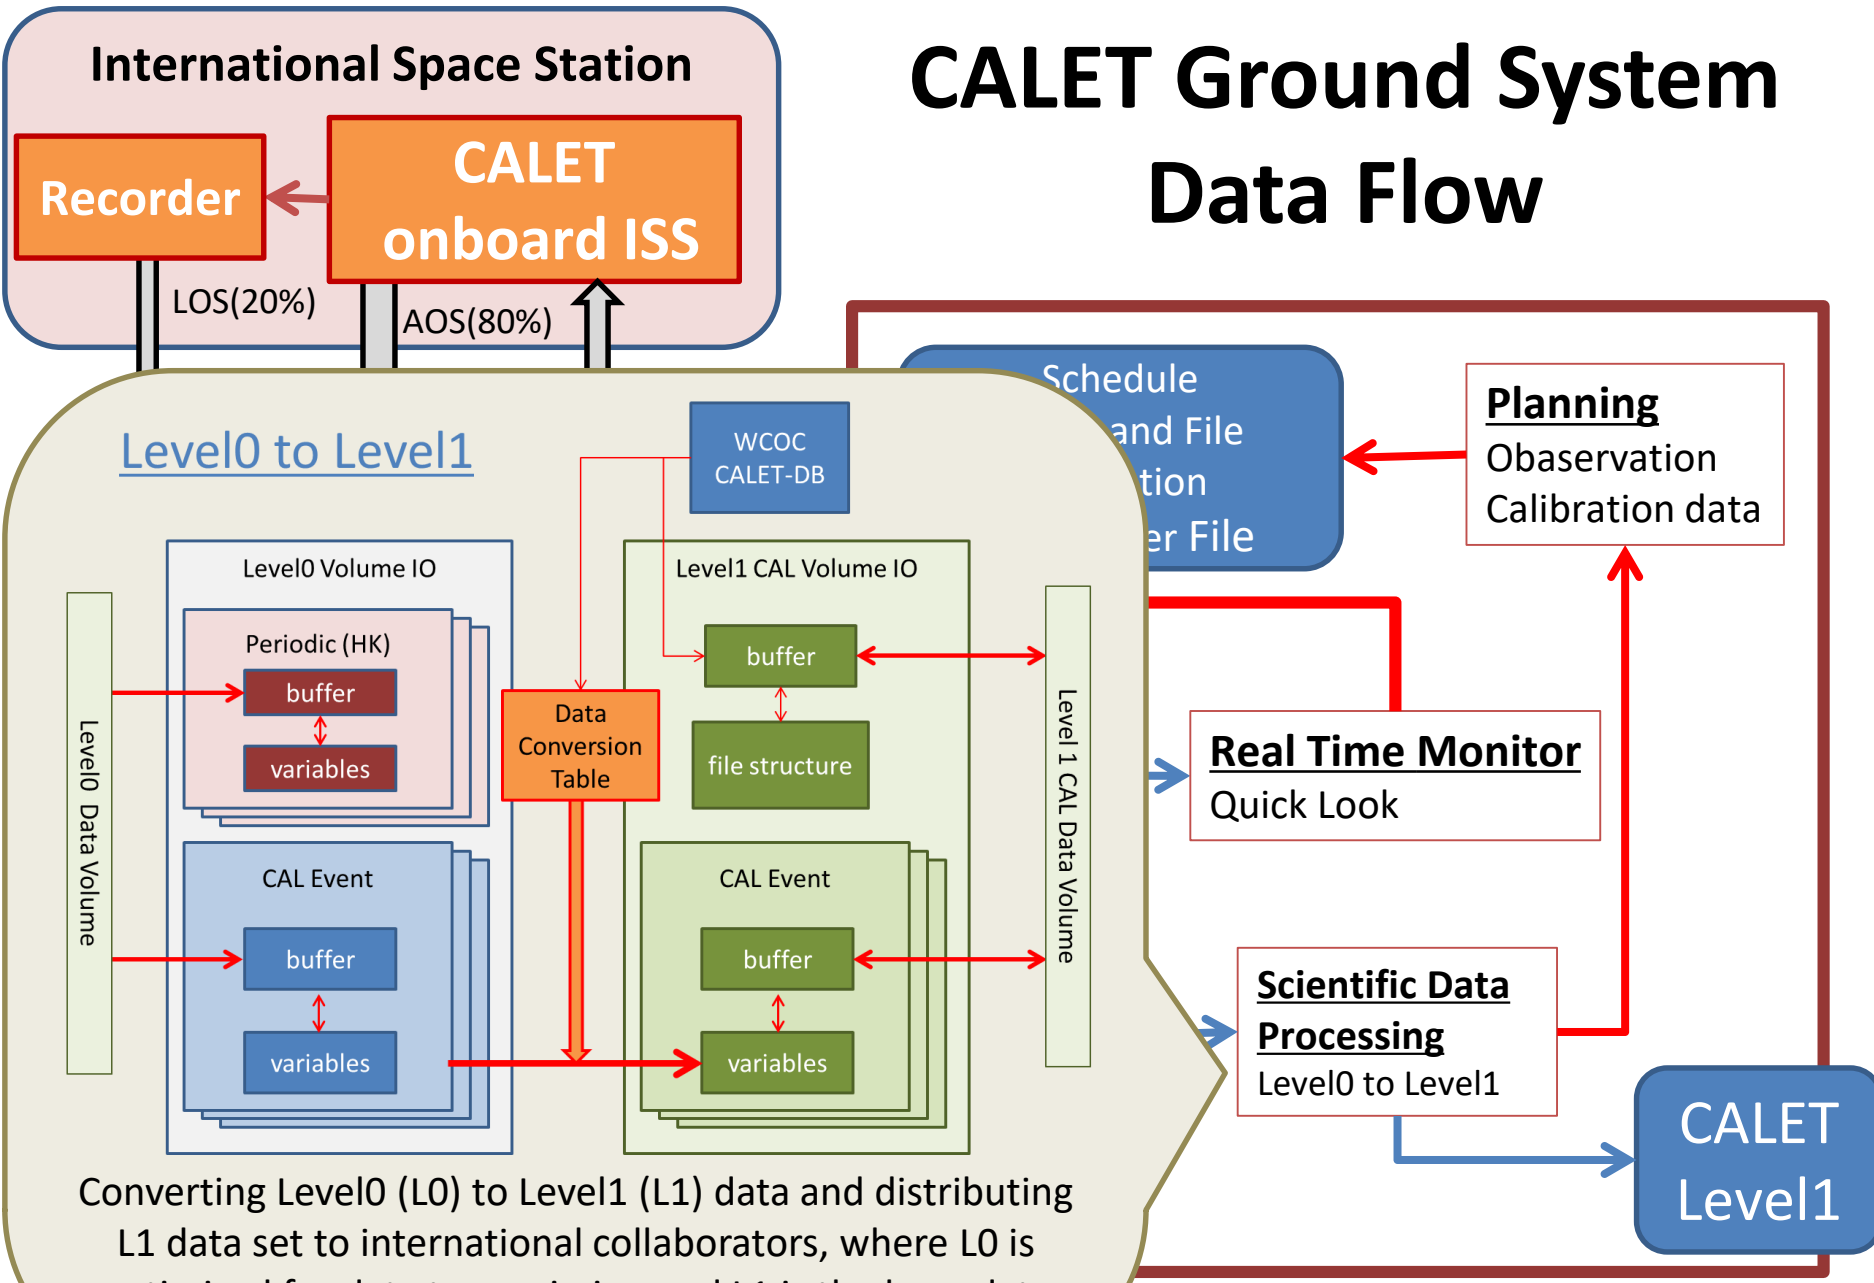 International Space Station
CALET Ground System
Data Flow
Recorder
CALET
onboard ISS
LOS(20%)
AOS(80%)
Schedule
and File
tion
er File
Planning
Obaservation
Calibration data
Level0 to Level1
WCOC
CALET-DB
Level0 Volume IO
Periodic (HK)
buffer
variables
CAL Event
buffer
variables
Level0 Data Volume
Data
Conversion
Table
Level1 CAL Volume IO
buffer
file structure
CAL Event
buffer
variables
Level 1 CAL Data Volume
Real Time Monitor
Quick Look
Scientific Data
Processing
Level0 to Level1
CALET
Level1
Converting Level0 (L0) to Level1 (L1) data and distributing
L1 data set to international collaborators, where L0 is